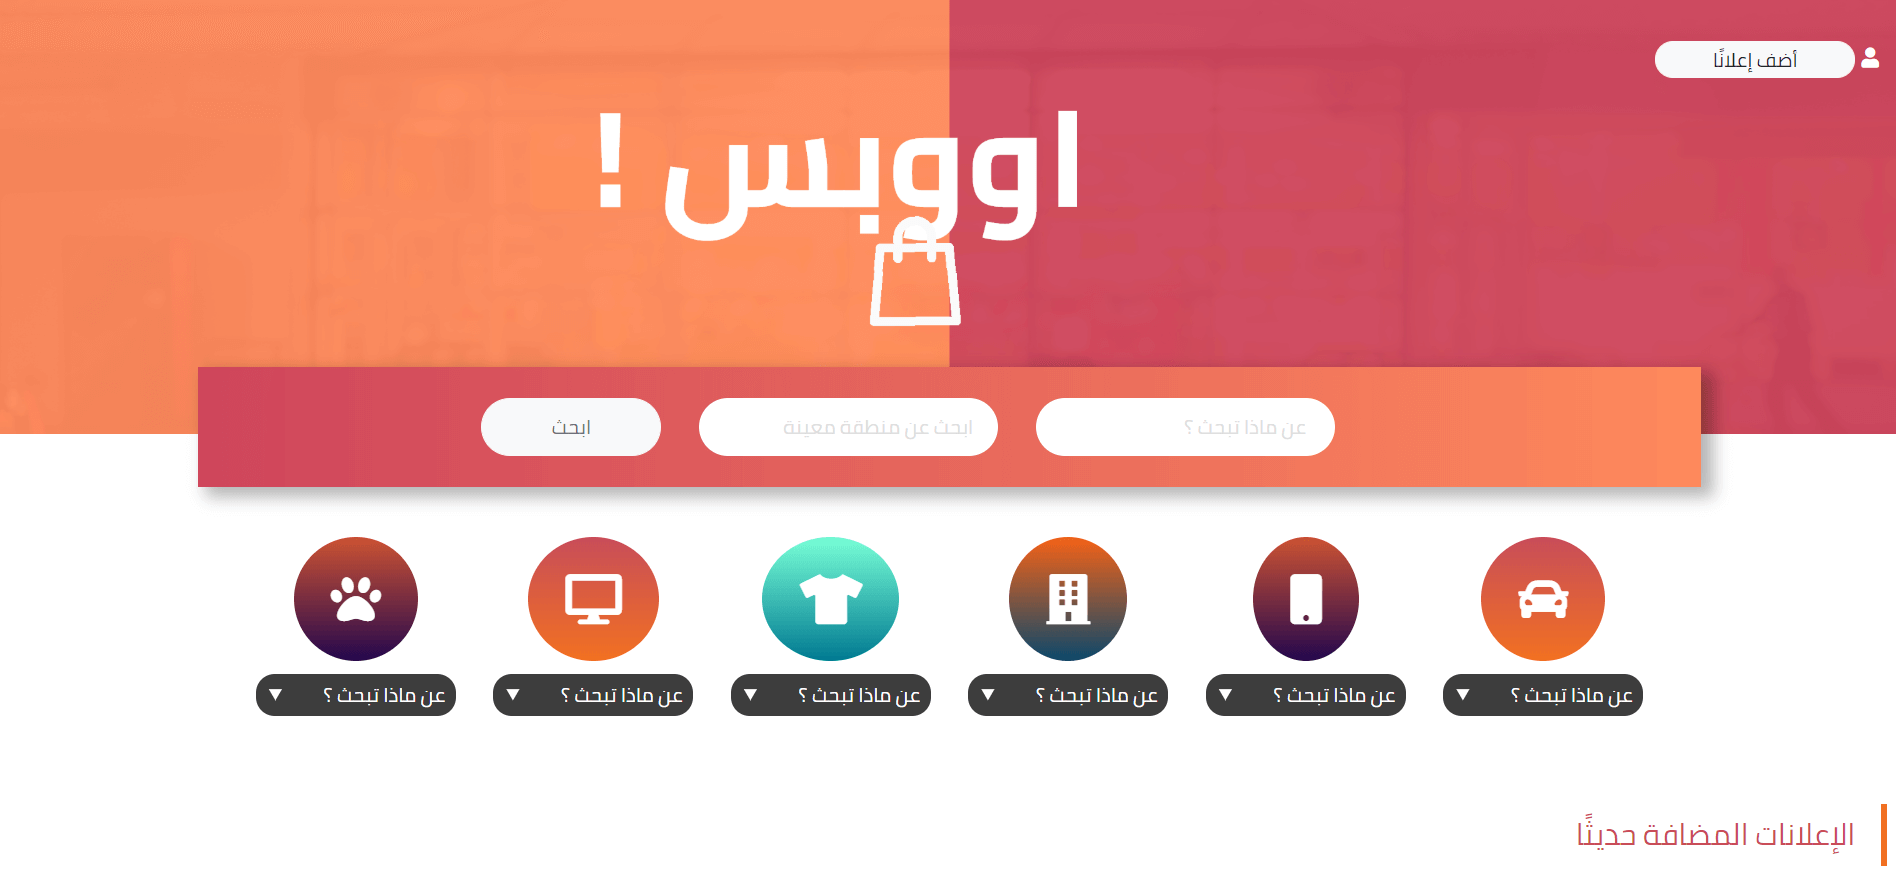 أضف إعلانًا
اووبس !
عن ماذا تبحث ؟
ابحث عن منطقة معينة
ابحث
عن ماذا تبحث ؟
عن ماذا تبحث ؟
عن ماذا تبحث ؟
عن ماذا تبحث ؟
عن ماذا تبحث ؟
عن ماذا تبحث ؟
الإعلانات المضافة حديثًا